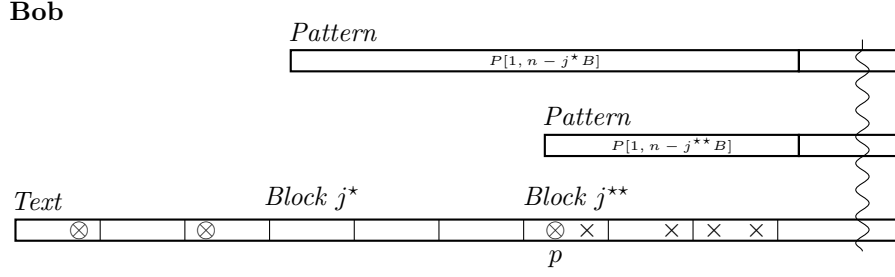 Bob
Pattern
P[1, n − j⋆B]
Pattern
P[1, n − j⋆⋆B]
Text Block j⋆ Block j⋆⋆
⊗ ⊗ ⊗ × × × ×
p